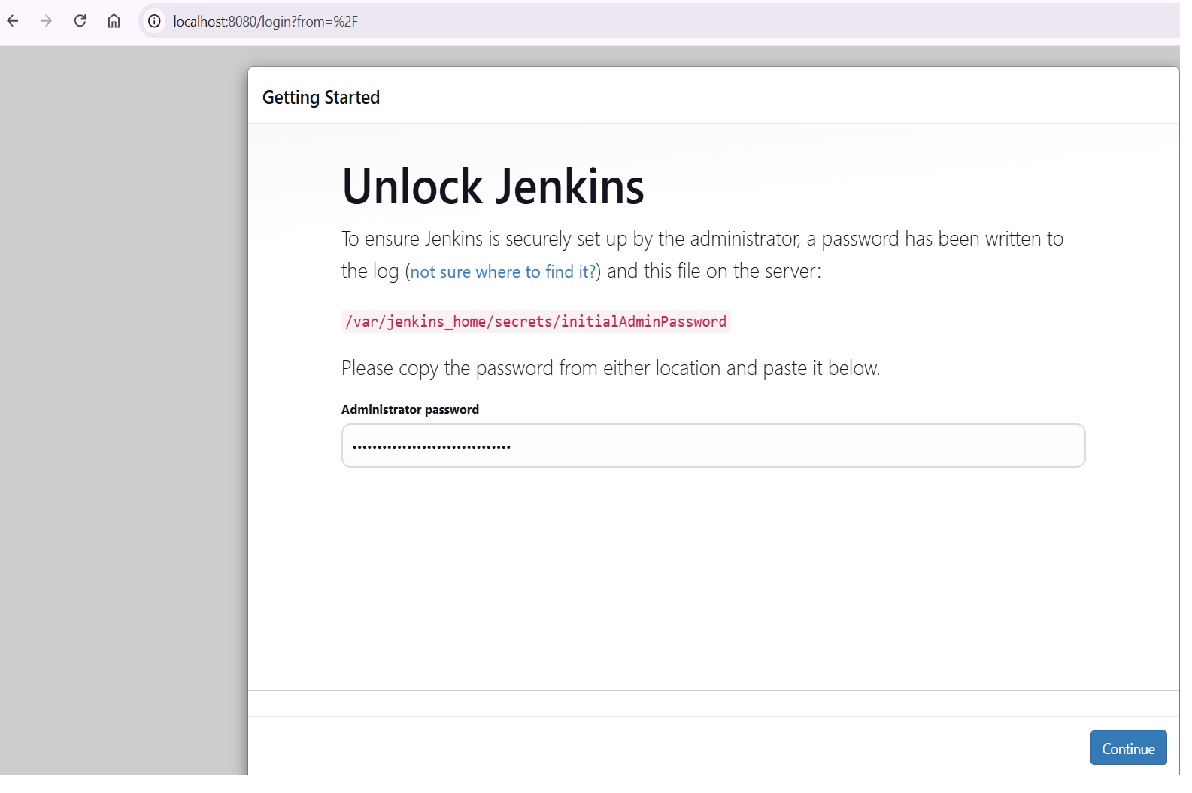 localhost:8080/login?from=%2F
Getting Started
Unlock Jenkins
To ensure Jenkins is securely set up by the administrator, a password has been written to
the log (not sure where to find it?) and this file on the server:
/var/jenkins_home/secrets/initialAdminPassword
Please copy the password from either location and paste it below.
Administrator password
••••••••••••••••••••••••••••••••
Continue